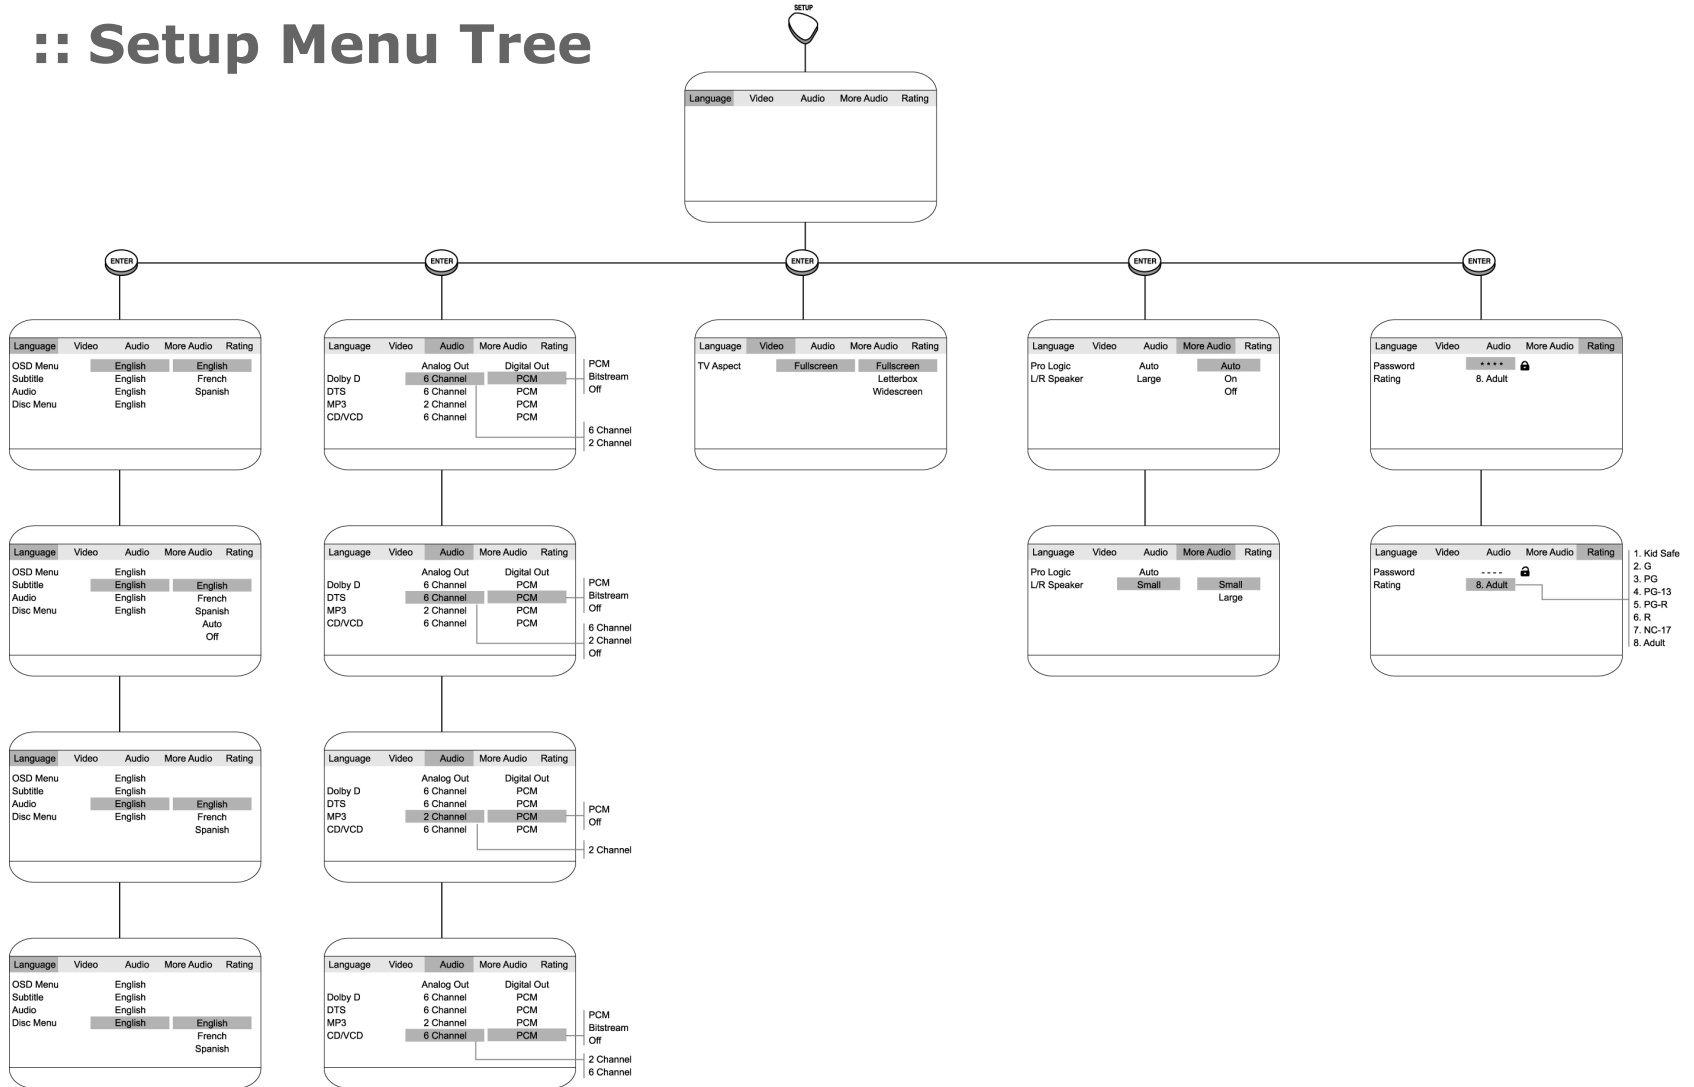 SETUP
:: Setup Menu Tree
Language Video Audio More Audio Rating
ENTER
ENTER
ENTER
ENTER
ENTER
Language Video Audio More Audio Rating
OSD Menu English English
Subtitle English French
Audio English Spanish
Disc Menu English
Language Video Audio More Audio Rating
Analog Out Digital Out
Dolby D 6 Channel PCM
DTS 6 Channel PCM
MP3 2 Channel PCM
CD/VCD 6 Channel PCM
PCM
Bitstream
Off
6 Channel
2 Channel
Language Video Audio More Audio Rating
TV Aspect Fullscreen Fullscreen
Letterbox
Widescreen
Language Video Audio More Audio Rating
Pro Logic Auto Auto
L/R Speaker Large On
Off
Language Video Audio More Audio Rating
Password * * * *
Rating 8. Adult
Language Video Audio More Audio Rating
OSD Menu English
Subtitle English English
Audio English French
Disc Menu English Spanish
Auto
Off
Language Video Audio More Audio Rating
Analog Out Digital Out
Dolby D 6 Channel PCM
DTS 6 Channel PCM
MP3 2 Channel PCM
CD/VCD 6 Channel PCM
PCM
Bitstream
Off
6 Channel
2 Channel
Off
Language Video Audio More Audio Rating
Pro Logic Auto
L/R Speaker Small Small
Large
Language Video Audio More Audio Rating
Password - - - -
Rating 8. Adult
1. Kid Safe
2. G
3. PG
4. PG-13
5. PG-R
6. R
7. NC-17
8. Adult
Language Video Audio More Audio Rating
OSD Menu English
Subtitle English
Audio English English
Disc Menu English French
Spanish
Language Video Audio More Audio Rating
Analog Out Digital Out
Dolby D 6 Channel PCM
DTS 6 Channel PCM
MP3 2 Channel PCM
CD/VCD 6 Channel PCM
PCM
Off
2 Channel
Language Video Audio More Audio Rating
OSD Menu English
Subtitle English
Audio English
Disc Menu English English
French
Spanish
Language Video Audio More Audio Rating
Analog Out Digital Out
Dolby D 6 Channel PCM
DTS 6 Channel PCM
MP3 2 Channel PCM
CD/VCD 6 Channel PCM
PCM
Bitstream
Off
2 Channel
6 Channel